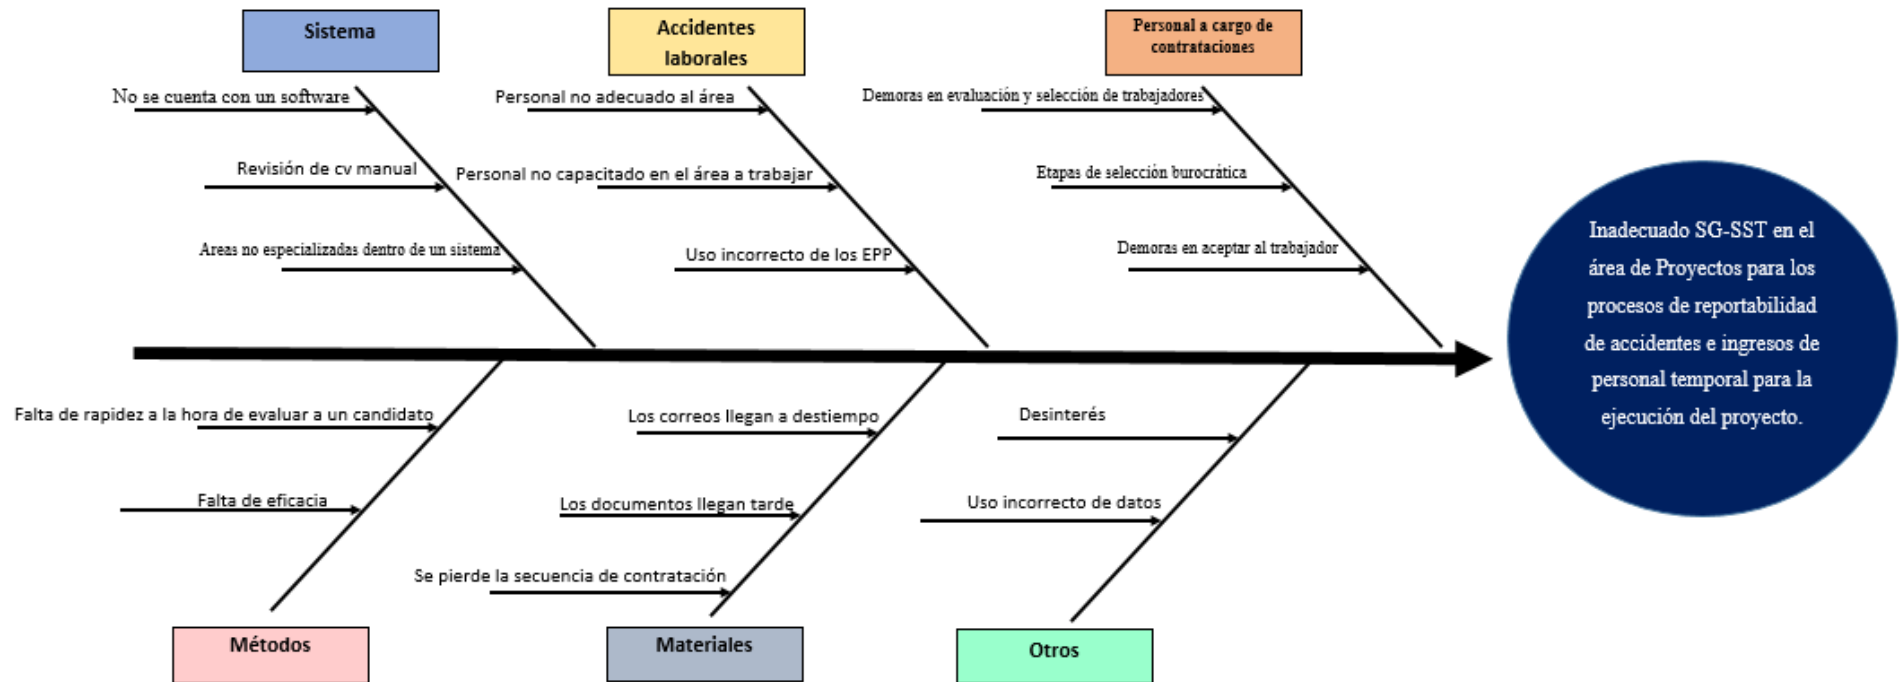 Sistema
Accidentes
laborales
Personal a cargo de
contrataciones
No se cuenta con un software
Personal no adecuado al área
Demoras en evaluación y selección de trabajadores
Revisión de cv manual
Personal no capacitado en el área a trabajar
Etapas de selección burocrática
Areas no especializadas dentro de un sistema
Uso incorrecto de los EPP
Demoras en aceptar al trabajador
Inadecuado SG-SST en el
área de Proyectos para los
procesos de reportabilidad
de accidentes e ingresos de
personal temporal para la
ejecución del proyecto.
Falta de rapidez a la hora de evaluar a un candidato
Los correos llegan a destiempo
Desinterés
Falta de eficacia
Los documentos llegan tarde
Uso incorrecto de datos
Se pierde la secuencia de contratación
Métodos
Materiales
Otros